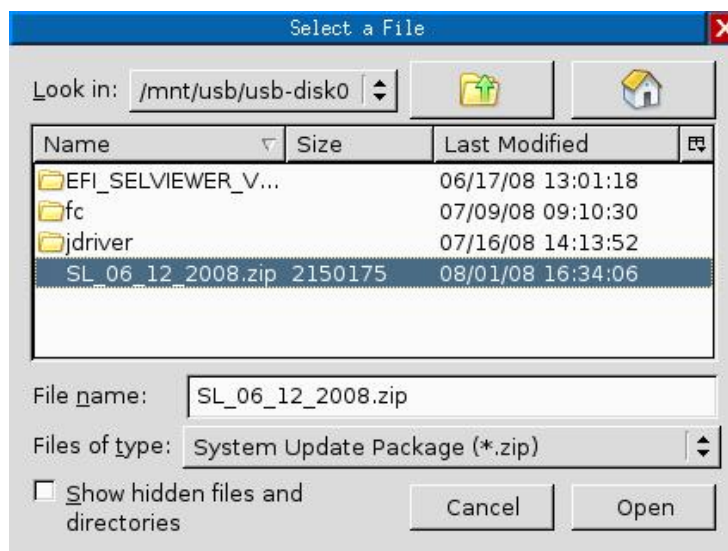 Select a File
Look in: /mnt/usb/usb-disk0
Name Size Last Modified
EFI_SELVIEWER_V... 06/17/08 13:01:18
fc 07/09/08 09:10:30
jdriver 07/16/08 14:13:52
SL_06_12_2008.zip 2150175 08/01/08 16:34:06
File name: SL_06_12_2008.zip
Files of type: System Update Package (*.zip)
Show hidden files and
directories
Cancel Open